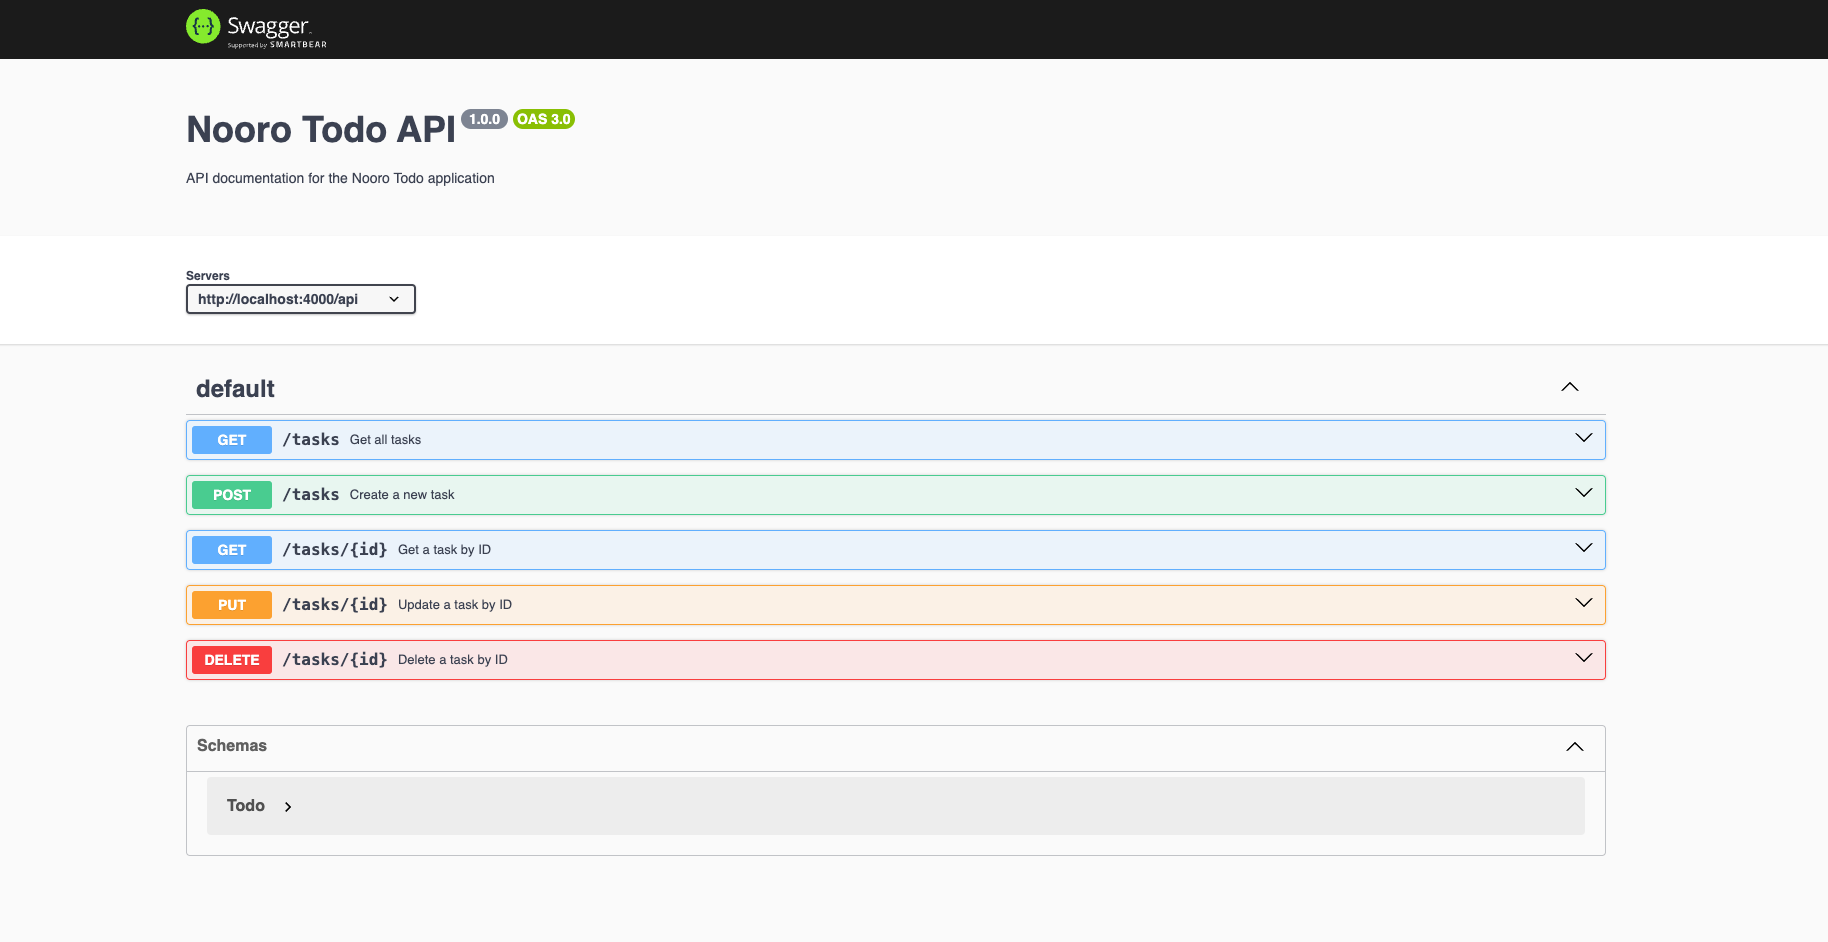 Swagger
Supported by SMARTBEAR
Nooro Todo API 1.0.0 OAS 3.0
API documentation for the Nooro Todo application
Servers
http://localhost:4000/api
default
GET /tasks Get all tasks
POST /tasks Create a new task
GET /tasks/{id} Get a task by ID
PUT /tasks/{id} Update a task by ID
DELETE /tasks/{id} Delete a task by ID
Schemas
Todo